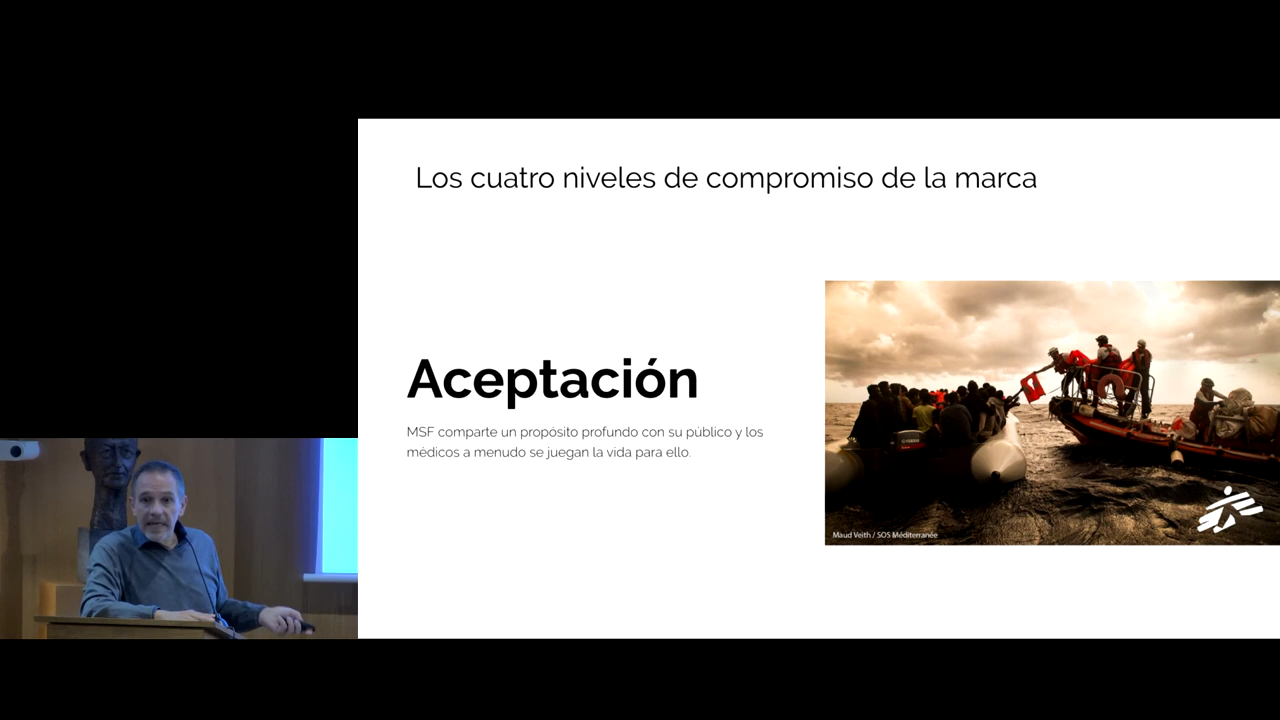 Los cuatro niveles de compromiso de la marca
Aceptación
MSF comparte un propósito profundo con su público y los
médicos a menudo se juegan la vida para ello.
YAMAHA
Maud Veith / SOS Méditerranée